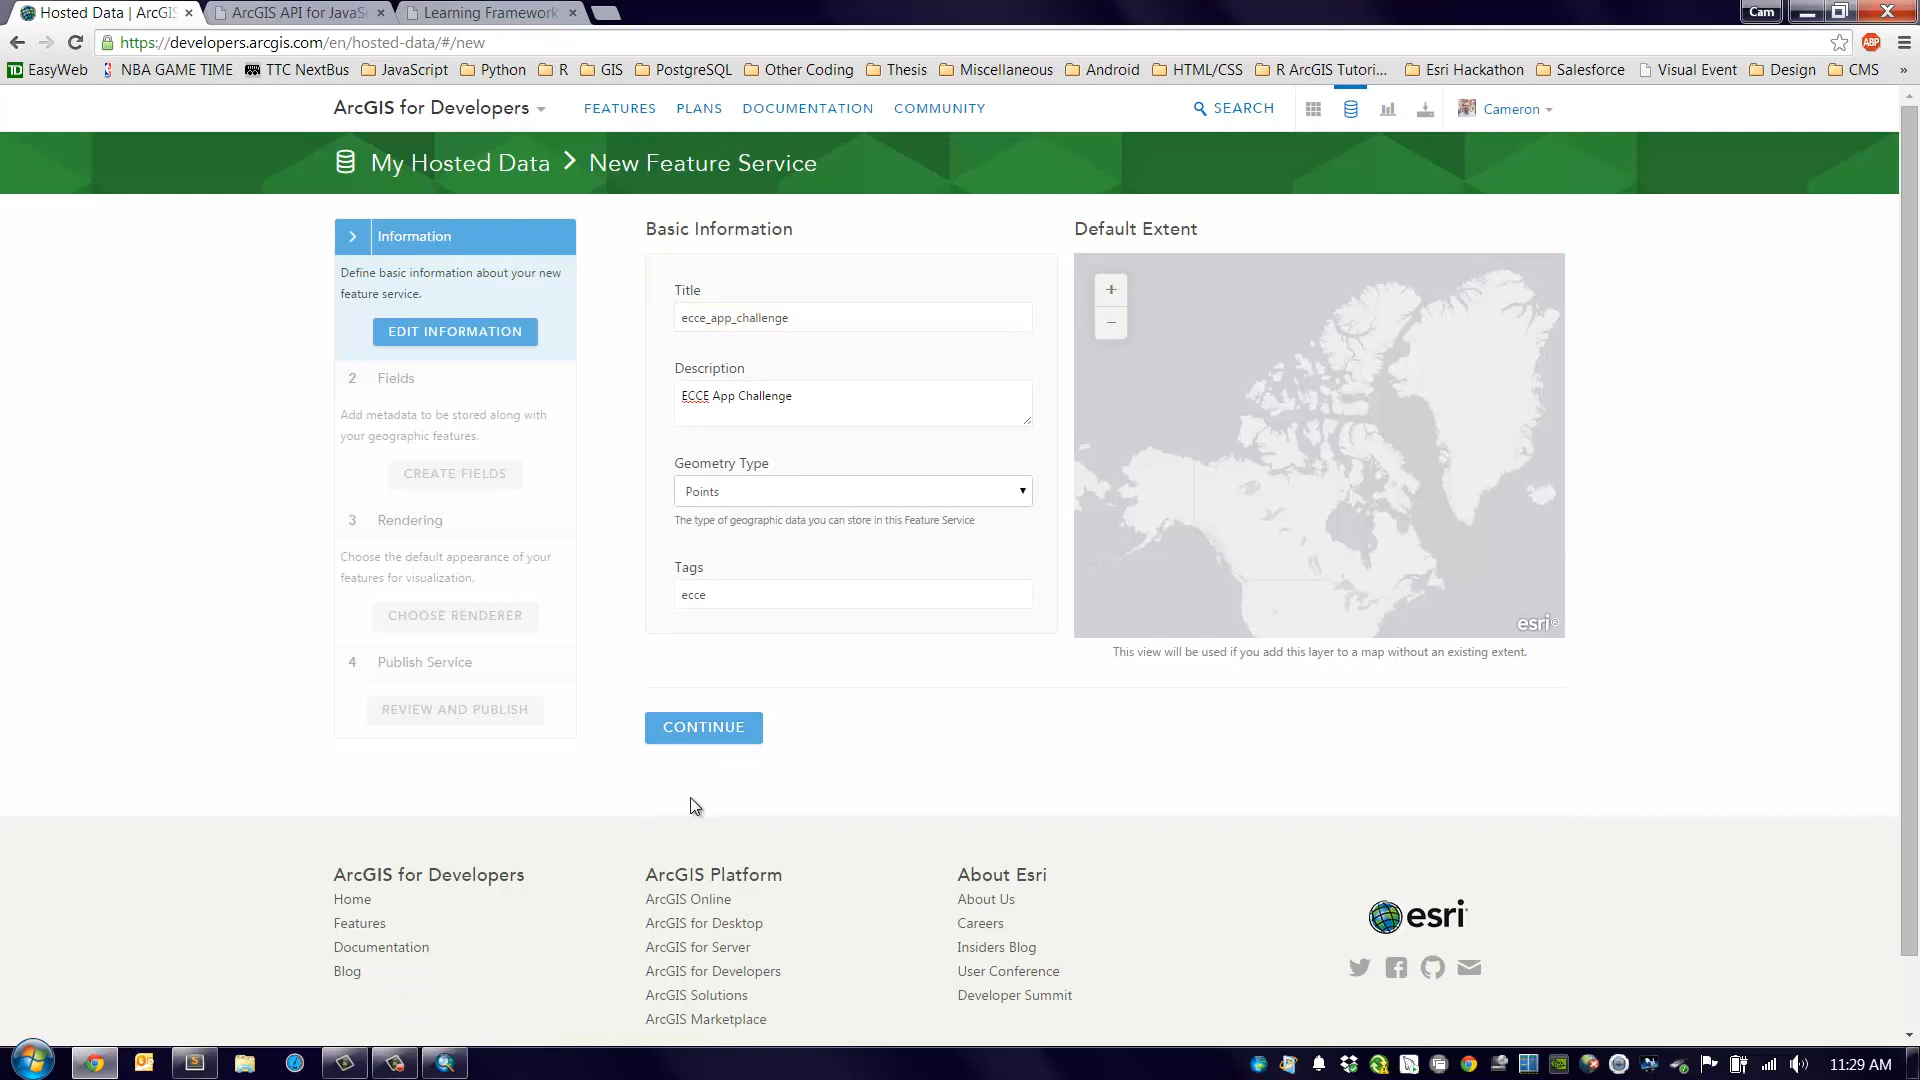 Hosted Data | ArcGIS
ArcGIS API for JavaSc
Learning Framework
Cam
https://developers.arcgis.com/en/hosted-data/#/new
ABP
TD EasyWeb
NBA GAME TIME
TTC NextBus
JavaScript
Python
R
GIS
PostgreSQL
Other Coding
Thesis
Miscellaneous
Android
HTML/CSS
R ArcGIS Tutori...
Esri Hackathon
Salesforce
Visual Event
Design
CMS
»
ArcGIS for Developers
FEATURES
PLANS
DOCUMENTATION
COMMUNITY
SEARCH
Cameron
My Hosted Data > New Feature Service
Information
Define basic information about your new
feature service.
EDIT INFORMATION
2 Fields
Add metadata to be stored along with
your geographic features.
CREATE FIELDS
3 Rendering
Choose the default appearance of your
features for visualization.
CHOOSE RENDERER
4 Publish Service
REVIEW AND PUBLISH
Basic Information
Title
ecce_app_challenge
Description
ECCE App Challenge
Geometry Type
Points
The type of geographic data you can store in this Feature Service
Tags
ecce
CONTINUE
Default Extent
+
−
esri
This view will be used if you add this layer to a map without an existing extent.
ArcGIS for Developers
Home
Features
Documentation
Blog
ArcGIS Platform
ArcGIS Online
ArcGIS for Desktop
ArcGIS for Server
ArcGIS for Developers
ArcGIS Solutions
ArcGIS Marketplace
About Esri
About Us
Careers
Insiders Blog
User Conference
Developer Summit
esri
11:29 AM